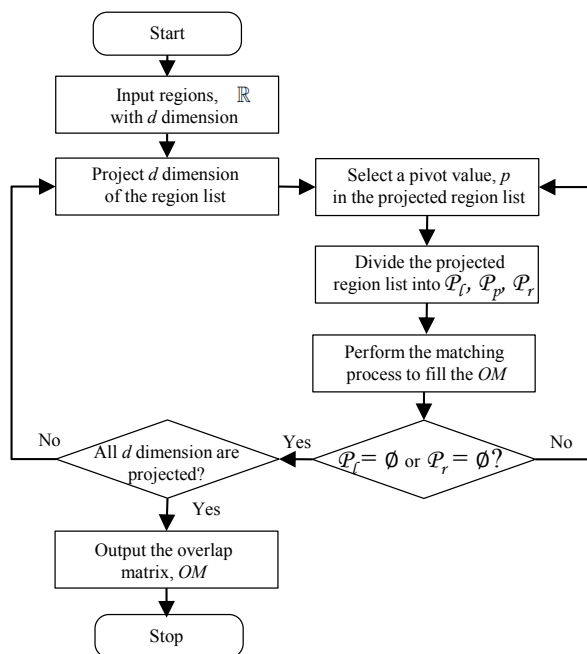 Start
Input regions, ℝ
with d dimension
Project d dimension
of the region list
Select a pivot value, p
in the projected region list
Divide the projected
region list into 𝒫l, 𝒫p, 𝒫r
Perform the matching
process to fill the OM
𝒫l = ∅ or 𝒫r = ∅?
No
Yes
All d dimension are
projected?
No
Yes
Output the overlap
matrix, OM
Stop